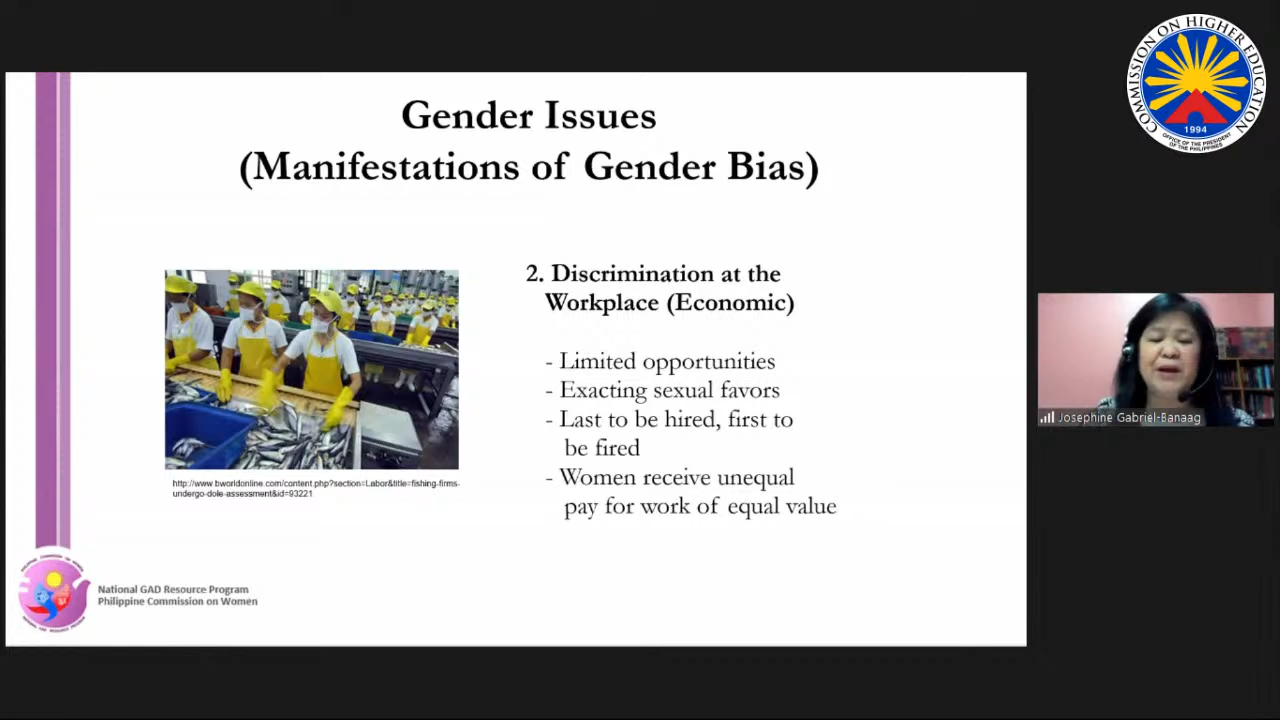 Gender Issues
(Manifestations of Gender Bias)
2. Discrimination at the
Workplace (Economic)
- Limited opportunities
- Exacting sexual favors
- Last to be hired, first to
be fired
- Women receive unequal
pay for work of equal value
http://www.bworldonline.com/content.php?section=Labor&title=fishing-firms-
undergo-dole-assessment&id=93221
National GAD Resource Program
Philippine Commission on Women
COMMISSION ON HIGHER EDUCATION
1994
OFFICE OF THE PRESIDENT
OF THE PHILIPPINES
Josephine Gabriel-Banaag